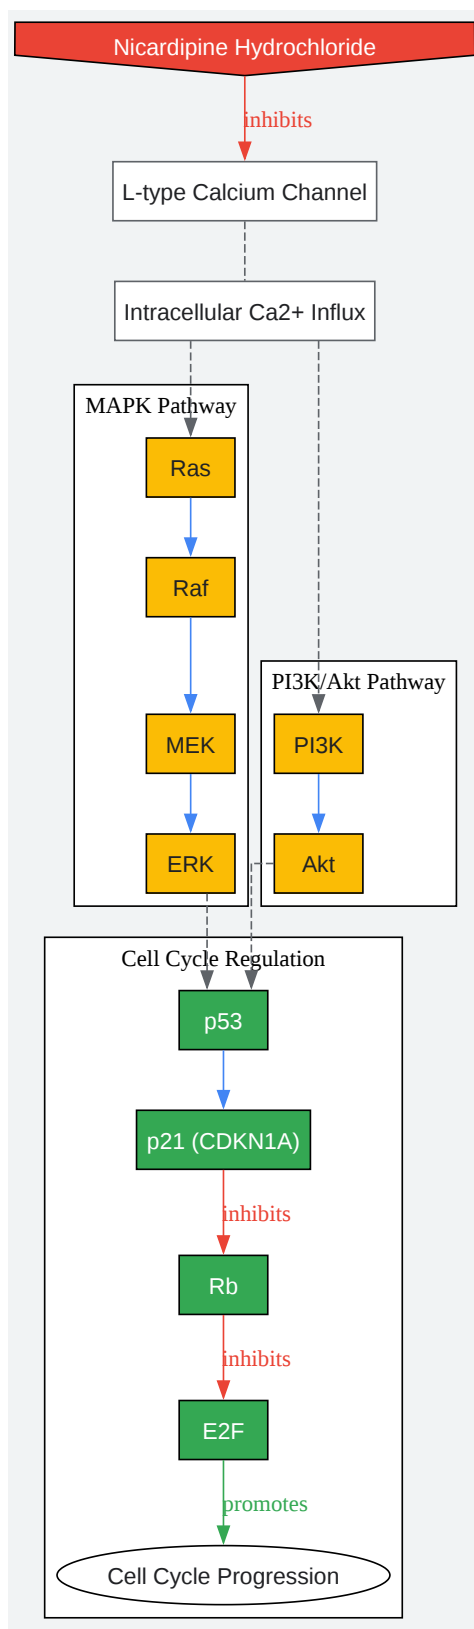 Nicardipine Hydrochloride
inhibits
L-type Calcium Channel
Intracellular Ca2+ Influx
MAPK Pathway
Ras
Raf
PI3K/Akt Pathway
MEK
PI3K
ERK
Akt
Cell Cycle Regulation
p53
p21 (CDKN1A)
inhibits
Rb
inhibits
E2F
promotes
Cell Cycle Progression